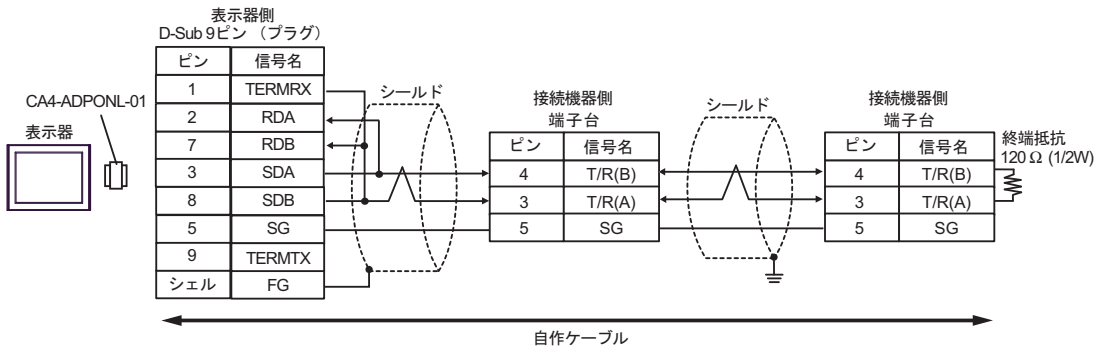 表示器側
D-Sub 9ピン (プラグ)
ピン 信号名
1 TERMRX
2 RDA
7 RDB
3 SDA
8 SDB
5 SG
9 TERMTX
シェル FG
CA4-ADPONL-01
表示器
シールド
接続機器側
端子台
ピン 信号名
4 T/R(B)
3 T/R(A)
5 SG
シールド
接続機器側
端子台
ピン 信号名
4 T/R(B)
3 T/R(A)
5 SG
終端抵抗
120 Ω (1/2W)
自作ケーブル